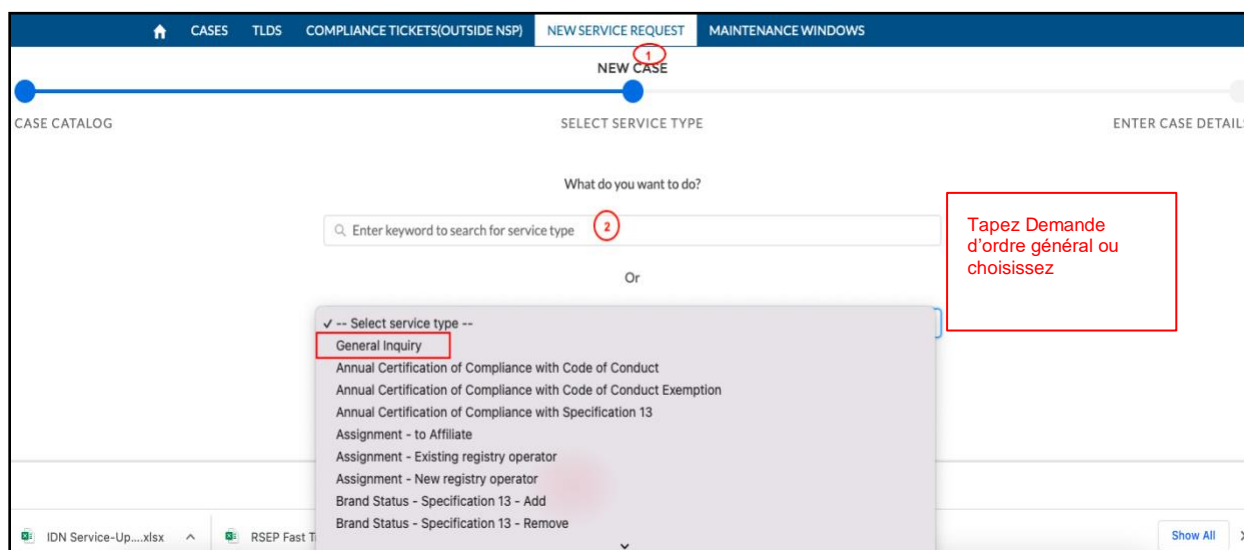 CASES TLDS COMPLIANCE TICKETS(OUTSIDE NSP) NEW SERVICE REQUEST MAINTENANCE WINDOWS
1
NEW CASE
CASE CATALOG SELECT SERVICE TYPE ENTER CASE DETAIL
What do you want to do?
Enter keyword to search for service type 2
Tapez Demande
d'ordre général ou
choisissez
Or
✓ -- Select service type --
General Inquiry
Annual Certification of Compliance with Code of Conduct
Annual Certification of Compliance with Code of Conduct Exemption
Annual Certification of Compliance with Specification 13
Assignment - to Affiliate
Assignment - Existing registry operator
Assignment - New registry operator
Brand Status - Specification 13 - Add
Brand Status - Specification 13 - Remove
IDN Service-Up....xlsx RSEP Fast T Show All